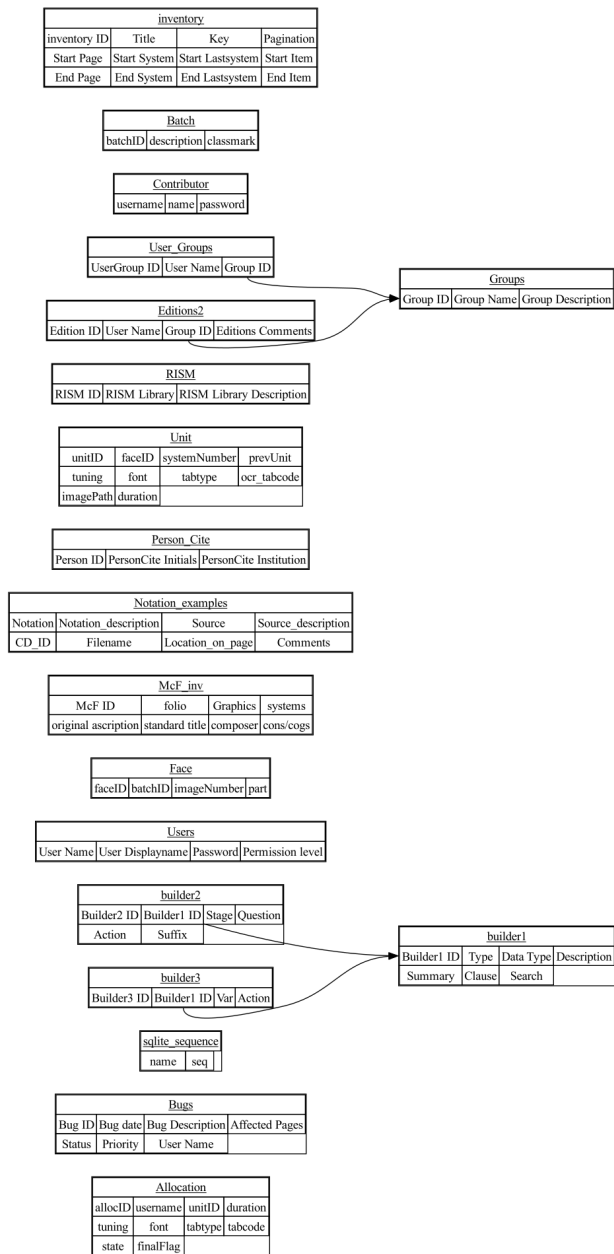 inventory
inventory ID Title Key Pagination
Start Page Start System Start Lastsystem Start Item
End Page End System End Lastsystem End Item
Batch
batchID description classmark
Contributor
username name password
User_Groups
UserGroup ID User Name Group ID
Groups
Group ID Group Name Group Description
Editions2
Edition ID User Name Group ID Editions Comments
RISM
RISM ID RISM Library RISM Library Description
Unit
unitID faceID systemNumber prevUnit
tuning font tabtype ocr_tabcode
imagePath duration
Person_Cite
Person ID PersonCite Initials PersonCite Institution
Notation_examples
Notation Notation_description Source Source_description
CD_ID Filename Location_on_page Comments
McF_inv
McF ID folio Graphics systems
original ascription standard title composer cons/cogs
Face
faceID batchID imageNumber part
Users
User Name User Displayname Password Permission level
builder2
Builder2 ID Builder1 ID Stage Question
Action Suffix
builder1
Builder1 ID Type Data Type Description
Summary Clause Search
builder3
Builder3 ID Builder1 ID Var Action
sqlite_sequence
name seq
Bugs
Bug ID Bug date Bug Description Affected Pages
Status Priority User Name
Allocation
allocID username unitID duration
tuning font tabtype tabcode
state finalFlag